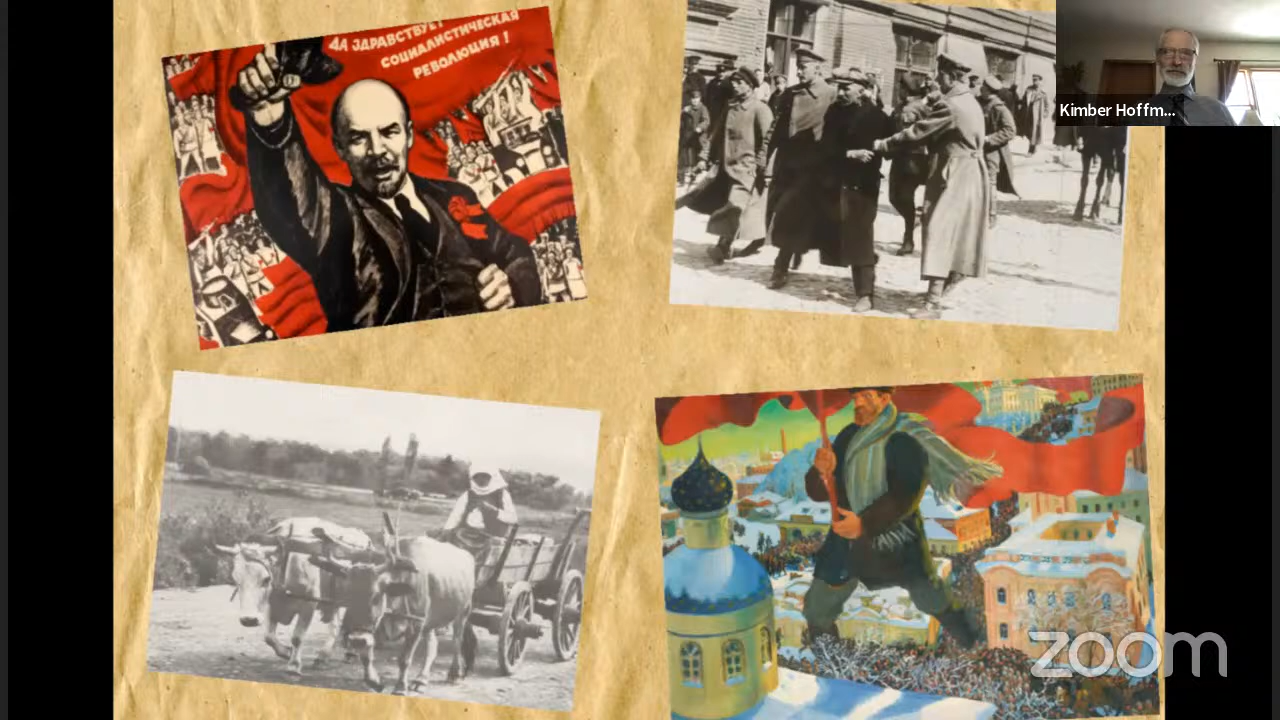 ДА ЗДРАВСТВУЕТ
СОЦИАЛИСТИЧЕСКАЯ
РЕВОЛЮЦИЯ!
Kimber Hoffm...
zoom